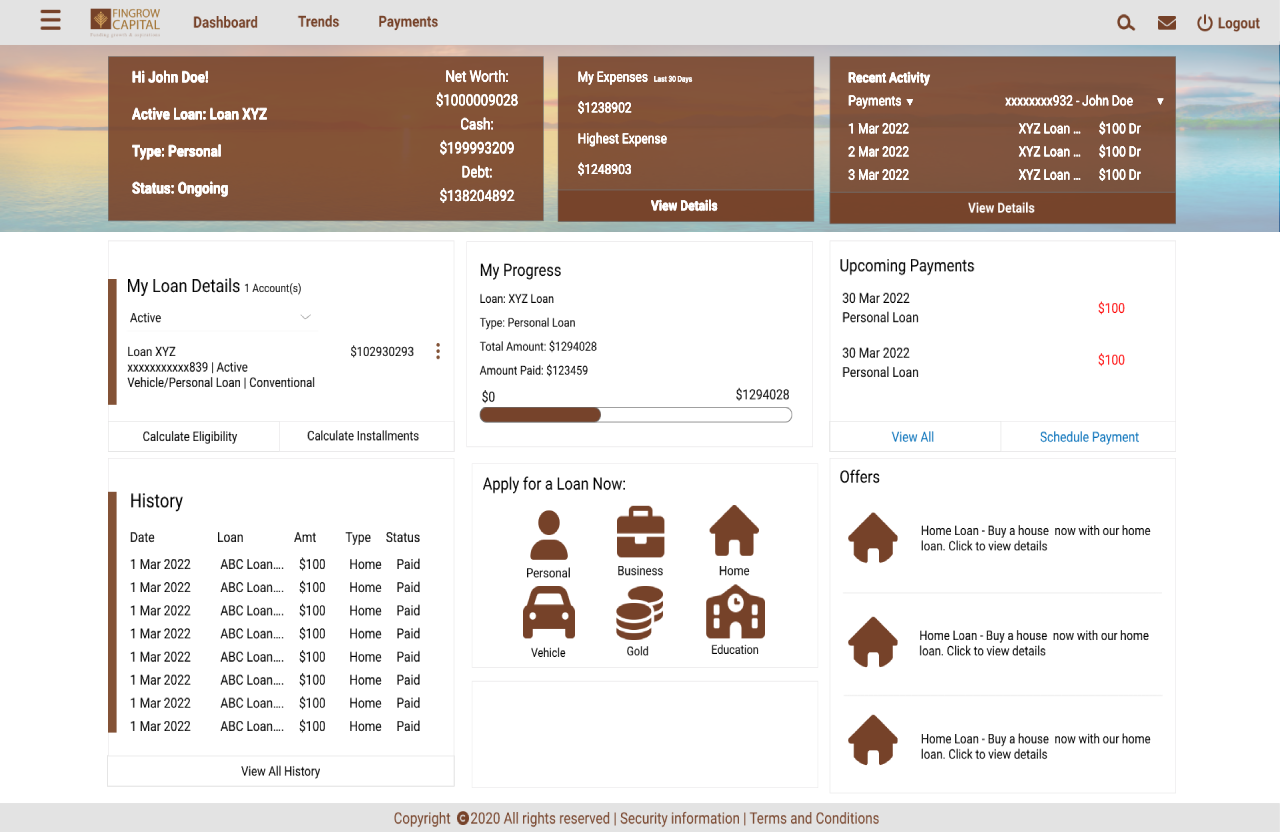 FINGROW
CAPITAL
Dashboard
Trends
Payments
Logout
Hi John Doe!
Active Loan: Loan XYZ
Type: Personal
Status: Ongoing
Net Worth:
$1000009028
Cash:
$199993209
Debt:
$138204892
My Expenses Last 30 Days
$1238902
Highest Expense
$1248903
View Details
Recent Activity
Payments ▼ xxxxxxxx932 - John Doe ▼
1 Mar 2022 XYZ Loan ... $100 Dr
2 Mar 2022 XYZ Loan ... $100 Dr
3 Mar 2022 XYZ Loan ... $100 Dr
View Details
My Loan Details 1 Account(s)
Active
Loan XYZ $102930293
xxxxxxxxxxx839 | Active
Vehicle/Personal Loan | Conventional
Calculate Eligibility
Calculate Installments
My Progress
Loan: XYZ Loan
Type: Personal Loan
Total Amount: $1294028
Amount Paid: $123459
$0 $1294028
Upcoming Payments
30 Mar 2022
Personal Loan
$100
30 Mar 2022
Personal Loan
$100
View All
Schedule Payment
History
Date Loan Amt Type Status
1 Mar 2022 ABC Loan.... $100 Home Paid
1 Mar 2022 ABC Loan.... $100 Home Paid
1 Mar 2022 ABC Loan.... $100 Home Paid
1 Mar 2022 ABC Loan.... $100 Home Paid
1 Mar 2022 ABC Loan.... $100 Home Paid
1 Mar 2022 ABC Loan.... $100 Home Paid
1 Mar 2022 ABC Loan.... $100 Home Paid
1 Mar 2022 ABC Loan.... $100 Home Paid
View All History
Apply for a Loan Now:
Personal
Business
Home
Vehicle
Gold
Education
Offers
Home Loan - Buy a house now with our home
loan. Click to view details
Home Loan - Buy a house now with our home
loan. Click to view details
Home Loan - Buy a house now with our home
loan. Click to view details
Copyright ©2020 All rights reserved | Security information | Terms and Conditions